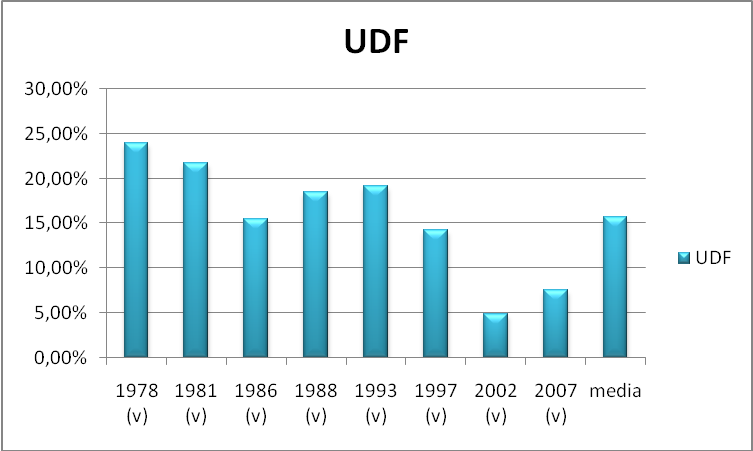 UDF
30,00%
25,00%
20,00%
15,00%
10,00%
5,00%
0,00%
1978 1981 1986 1988 1993 1997 2002 2007 media
(v) (v) (v) (v) (v) (v) (v) (v)
UDF